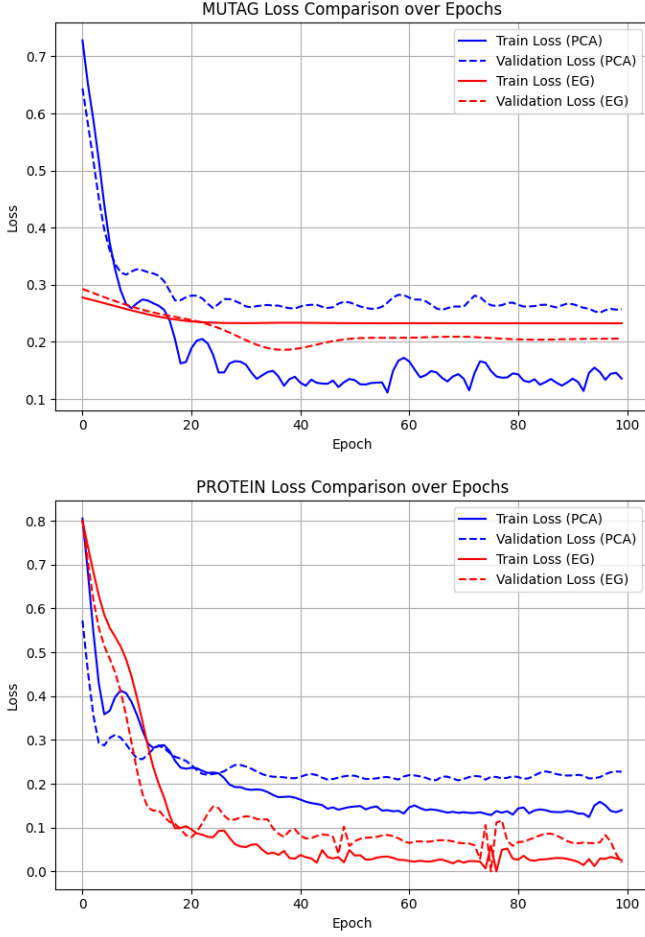 MUTAG Loss Comparison over Epochs
Train Loss (PCA)
Validation Loss (PCA)
Train Loss (EG)
Validation Loss (EG)
0.7
0.6
0.5
0.4
0.3
0.2
0.1
Loss
0 20 40 60 80 100
Epoch
PROTEIN Loss Comparison over Epochs
Train Loss (PCA)
Validation Loss (PCA)
Train Loss (EG)
Validation Loss (EG)
0.8
0.7
0.6
0.5
0.4
0.3
0.2
0.1
0.0
Loss
0 20 40 60 80 100
Epoch